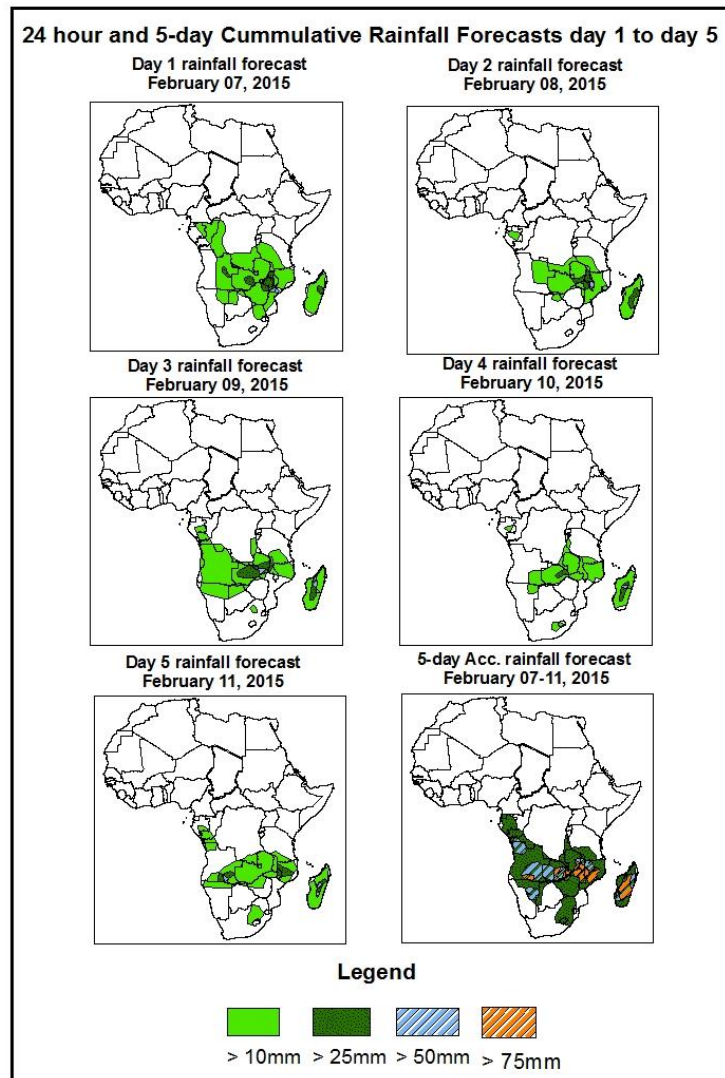 24 hour and 5-day Cummulative Rainfall Forecasts day 1 to day 5
Day 1 rainfall forecast
February 07, 2015
Day 2 rainfall forecast
February 08, 2015
Day 3 rainfall forecast
February 09, 2015
Day 4 rainfall forecast
February 10, 2015
Day 5 rainfall forecast
February 11, 2015
5-day Acc. rainfall forecast
February 07-11, 2015
Legend
> 10mm > 25mm > 50mm > 75mm